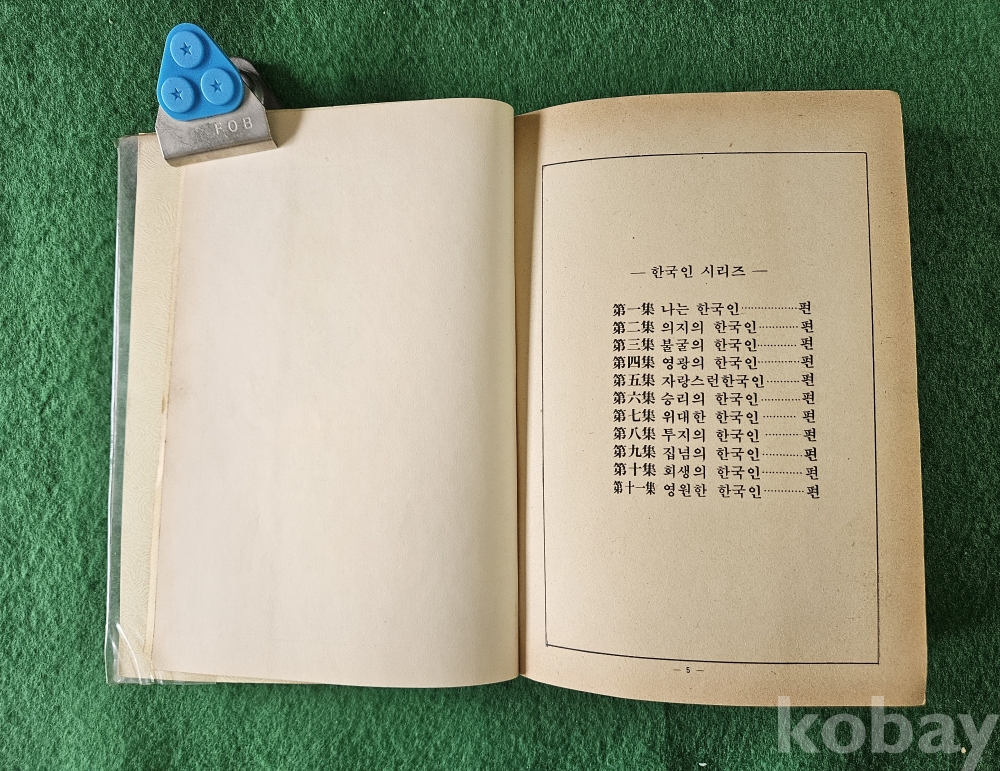 FOB
— 한국인 시리즈 —
第一集 나는 한국인··················편
第二集 의지의 한국인············편
第三集 불굴의 한국인············편
第四集 영광의 한국인············편
第五集 자랑스런한국인··········편
第六集 승리의 한국인············편
第七集 위대한 한국인·········· 편
第八集 투지의 한국인············편
第九集 집념의 한국인············편
第十集 회생의 한국인············편
第十一集 영원한 한국인············편
— 5 —
kobay